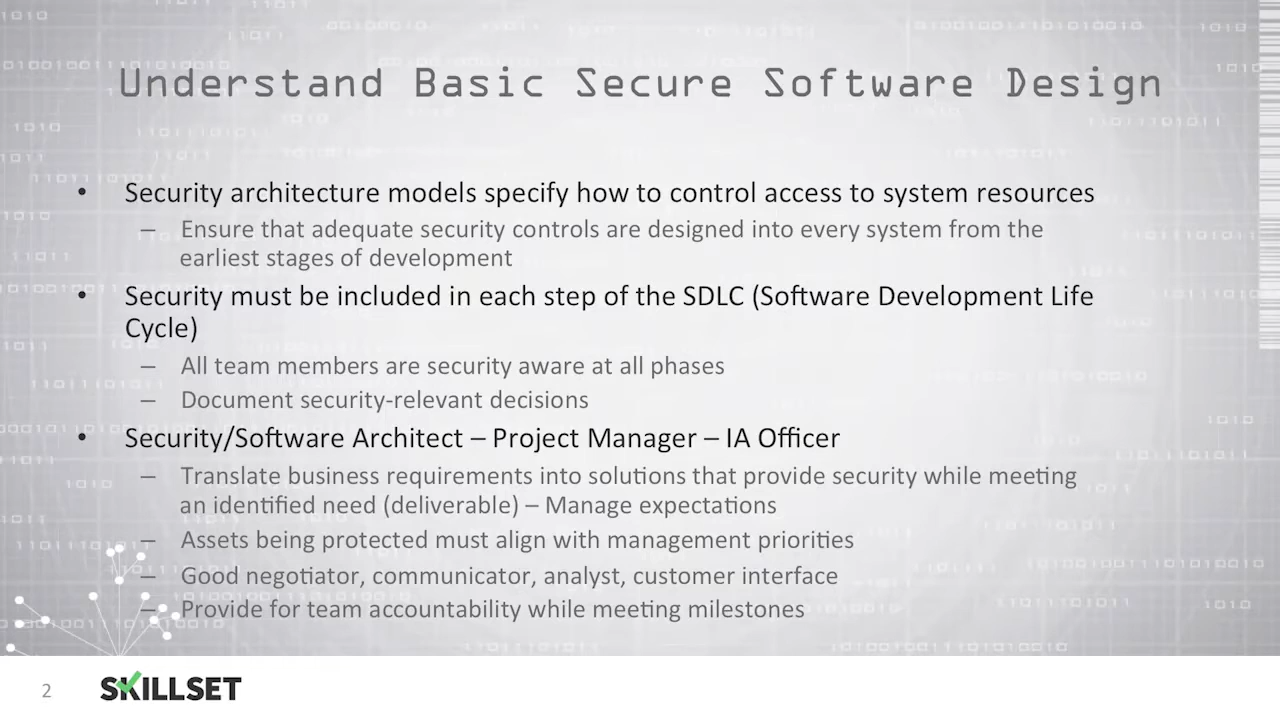 Understand Basic Secure Software Design
• Security architecture models specify how to control access to system resources
– Ensure that adequate security controls are designed into every system from the
earliest stages of development
• Security must be included in each step of the SDLC (Software Development Life
Cycle)
– All team members are security aware at all phases
– Document security-relevant decisions
• Security/Software Architect – Project Manager – IA Officer
– Translate business requirements into solutions that provide security while meeting
an identified need (deliverable) – Manage expectations
– Assets being protected must align with management priorities
– Good negotiator, communicator, analyst, customer interface
– Provide for team accountability while meeting milestones
2
SKILLSET